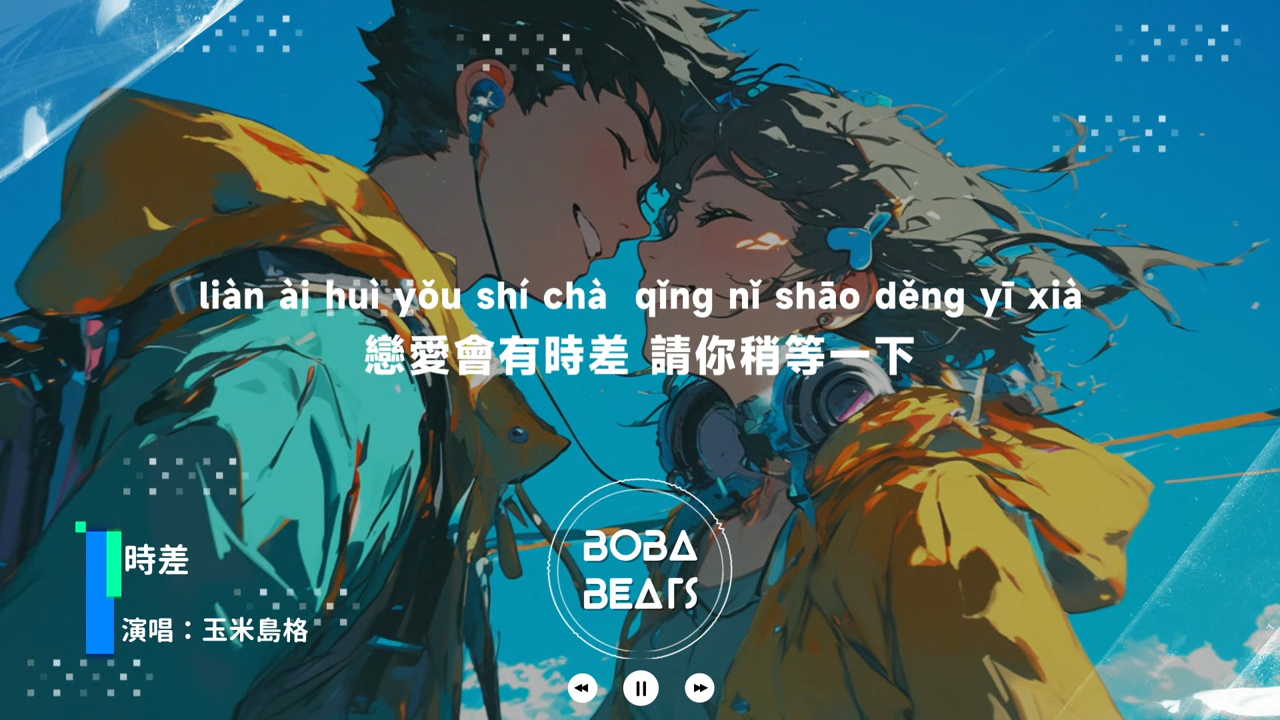 liàn ài huì yǒu shí chà  qǐng nǐ shāo děng yī xià
戀愛會有時差 請你稍等一下
BOBA
BEATS
時差
演唱：玉米島格